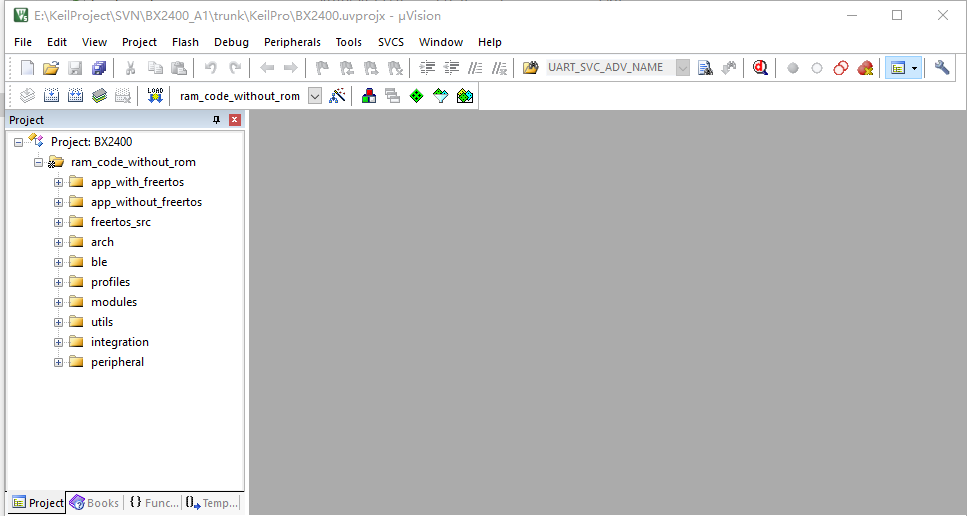 E:\KeilProject\SVN\BX2400_A1\trunk\KeilPro\BX2400.uvprojx - µVision
File Edit View Project Flash Debug Peripherals Tools SVCS Window Help
UART_SVC_ADV_NAME
LOAD ram_code_without_rom
Project
Project: BX2400
ram_code_without_rom
app_with_freertos
app_without_freertos
freertos_src
arch
ble
profiles
modules
utils
integration
peripheral
Project Books {} Func... Temp...